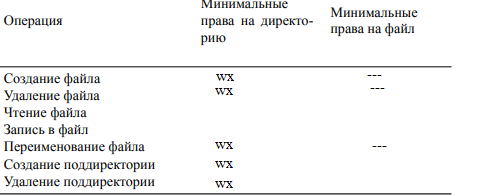 Операция Минимальные права на директо-рию Минимальные права на файл
Создание файла wx ---
Удаление файла wx ---
Чтение файла
Запись в файл
Переименование файла wx ---
Создание поддиректории wx
Удаление поддиректории wx